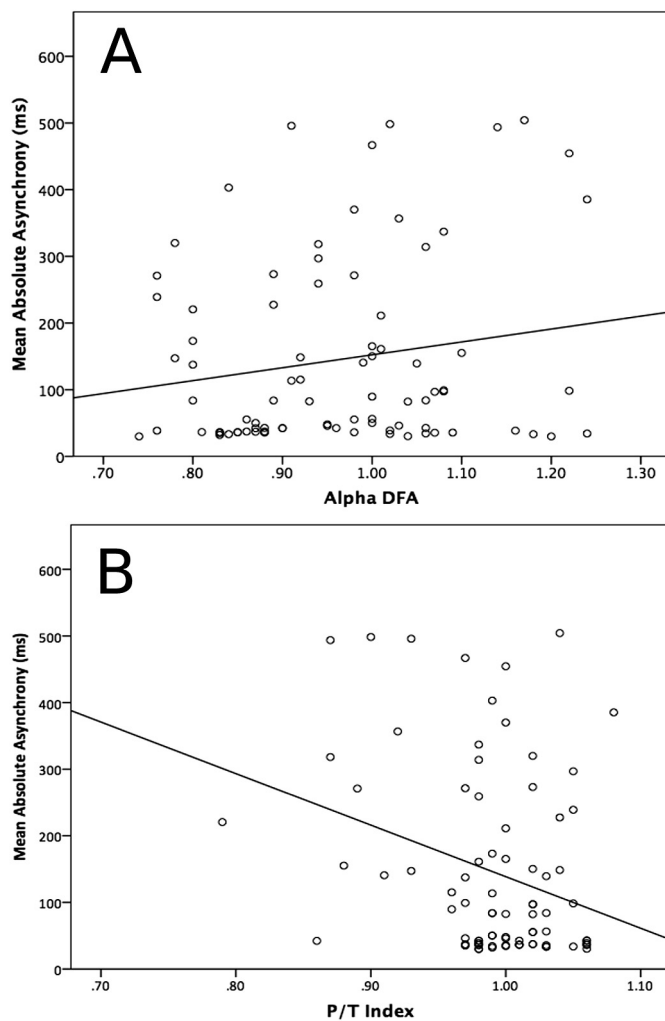 A
Mean Absolute Asynchrony (ms)
600
500
400
300
200
100
0
.70 .80 .90 1.00 1.10 1.20 1.30
Alpha DFA
B
Mean Absolute Asynchrony (ms)
600
500
400
300
200
100
0
.70 .80 .90 1.00 1.10
P/T Index